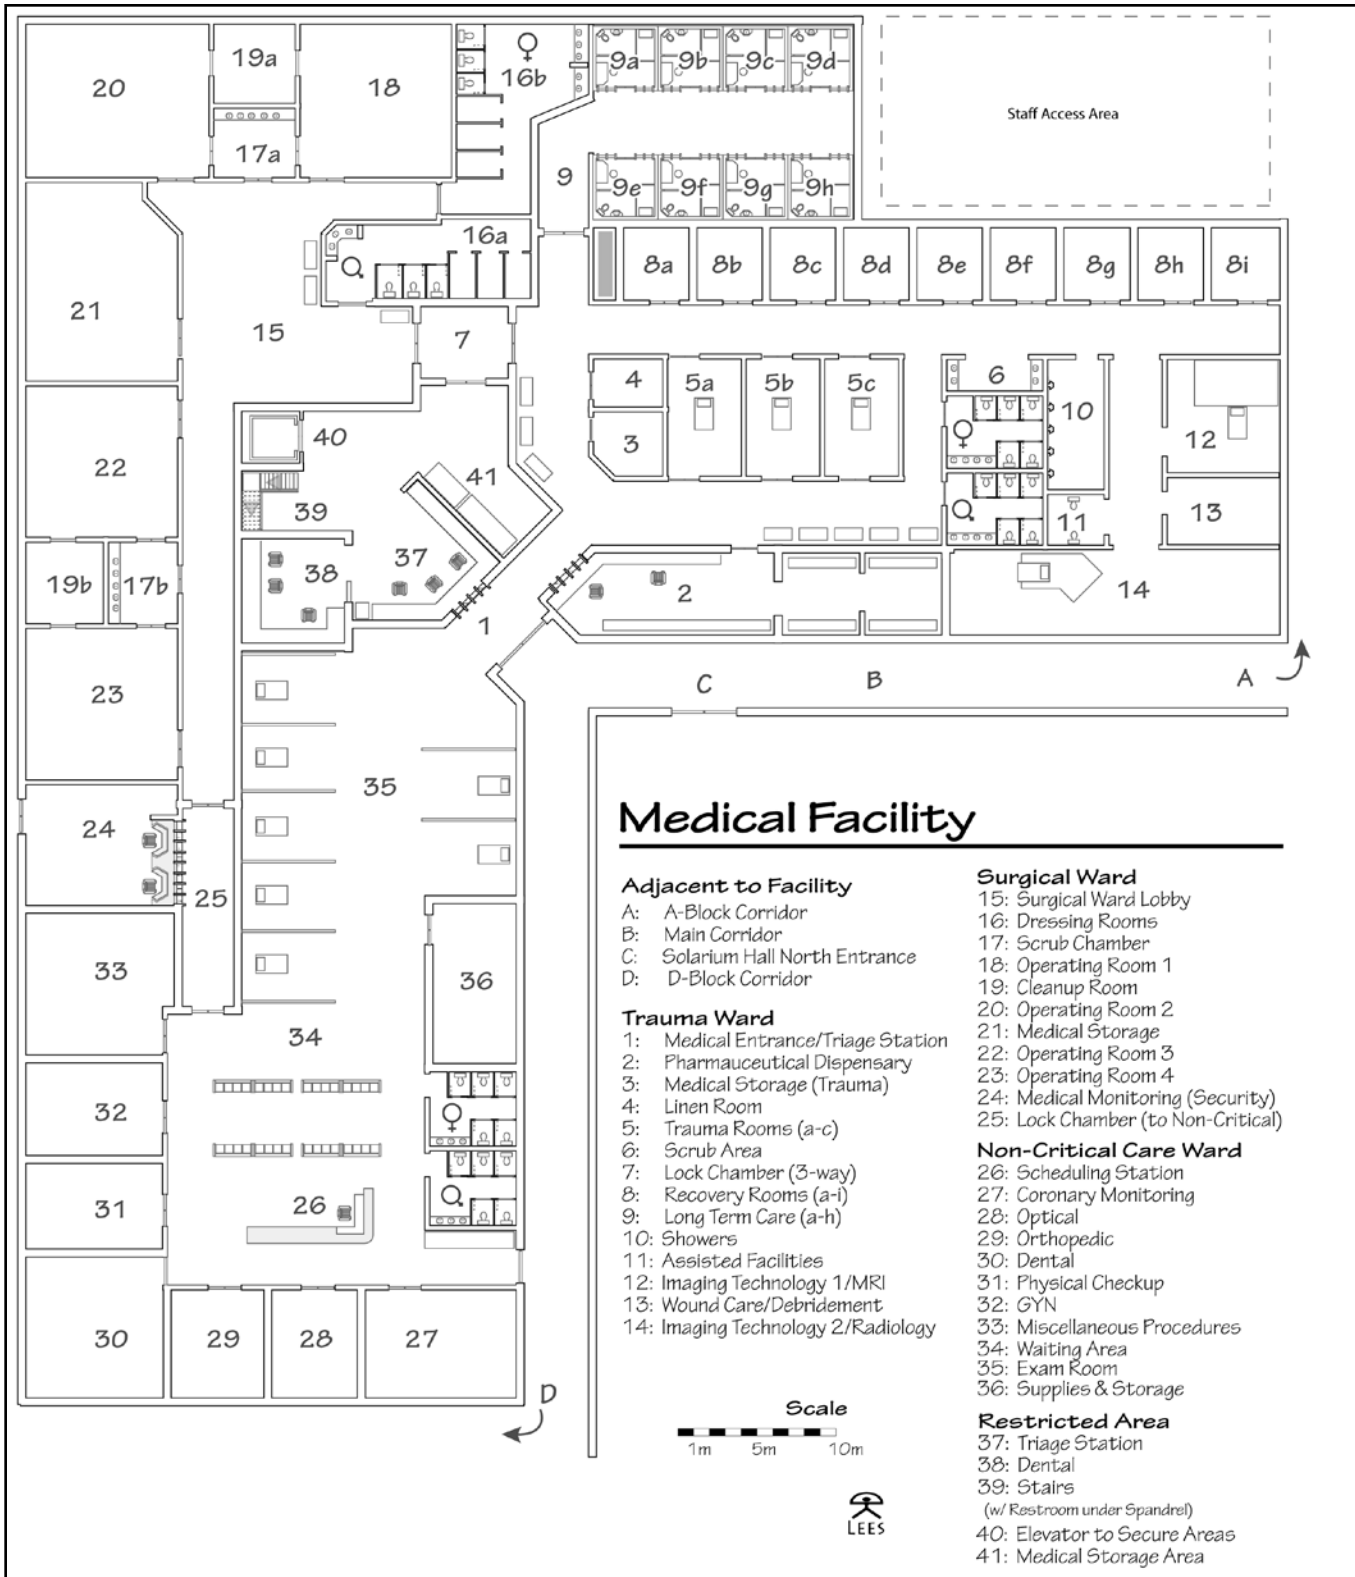 20
19a
18
16b
9a
9b
9c
9d
Staff Access Area
17a
9
9e
9f
9g
9h
16a
8a
8b
8c
8d
8e
8f
8g
8h
8i
21
15
7
4
5a
5b
5c
6
10
12
3
40
41
22
39
11
13
37
38
19b
17b
2
14
1
23
C
B
A
35
24
25
33
36
34
32
31
26
30
29
28
27
D
Medical Facility
Adjacent to Facility
A: A-Block Corridor
B: Main Corridor
C: Solarium Hall North Entrance
D: D-Block Corridor
Trauma Ward
1: Medical Entrance/Triage Station
2: Pharmauceutical Dispensary
3: Medical Storage (Trauma)
4: Linen Room
5: Trauma Rooms (a-c)
6: Scrub Area
7: Lock Chamber (3-way)
8: Recovery Rooms (a-i)
9: Long Term Care (a-h)
10: Showers
11: Assisted Facilities
12: Imaging Technology 1/MRI
13: Wound Care/Debridement
14: Imaging Technology 2/Radiology
Surgical Ward
15: Surgical Ward Lobby
16: Dressing Rooms
17: Scrub Chamber
18: Operating Room 1
19: Cleanup Room
20: Operating Room 2
21: Medical Storage
22: Operating Room 3
23: Operating Room 4
24: Medical Monitoring (Security)
25: Lock Chamber (to Non-Critical)
Non-Critical Care Ward
26: Scheduling Station
27: Coronary Monitoring
28: Optical
29: Orthopedic
30: Dental
31: Physical Checkup
32: GYN
33: Miscellaneous Procedures
34: Waiting Area
35: Exam Room
36: Supplies & Storage
Restricted Area
37: Triage Station
38: Dental
39: Stairs
(w/ Restroom under Spandrel)
40: Elevator to Secure Areas
41: Medical Storage Area
Scale
1m 5m 10m
LEES